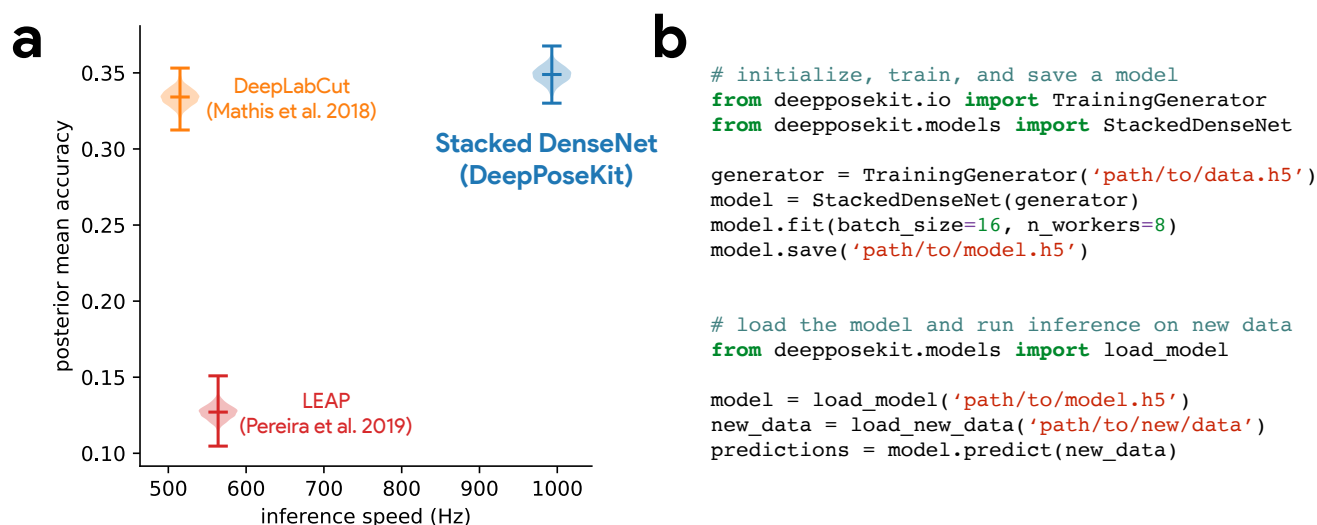 a
posterior mean accuracy
0.35
0.30
0.25
0.20
0.15
0.10
DeepLabCut
(Mathis et al. 2018)
Stacked DenseNet
(DeepPoseKit)
LEAP
(Pereira et al. 2019)
500 600 700 800 900 1000
inference speed (Hz)
b
# initialize, train, and save a model
from deepposekit.io import TrainingGenerator
from deepposekit.models import StackedDenseNet
generator = TrainingGenerator(‘path/to/data.h5’)
model = StackedDenseNet(generator)
model.fit(batch_size=16, n_workers=8)
model.save(‘path/to/model.h5’)
# load the model and run inference on new data
from deepposekit.models import load_model
model = load_model(‘path/to/model.h5’)
new_data = load_new_data(‘path/to/new/data’)
predictions = model.predict(new_data)